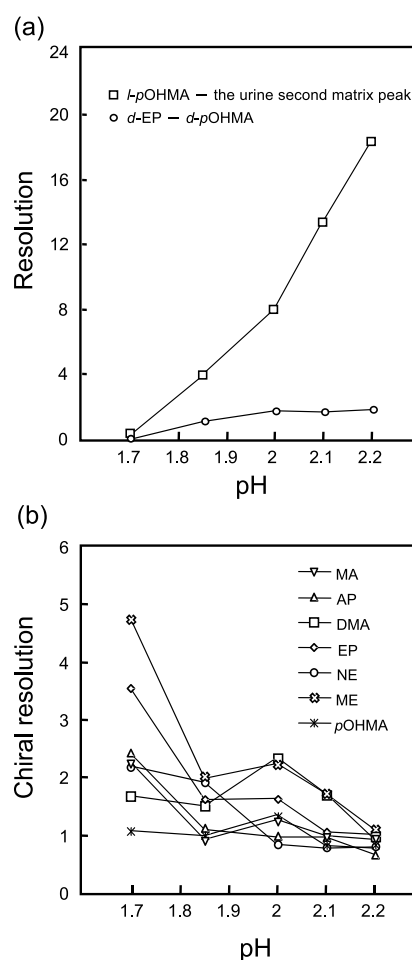 (a)
24
20
16
12
8
4
0
Resolution
l-pOHMA – the urine second matrix peak
d-EP – d-pOHMA
1.7 1.8 1.9 2 2.1 2.2
pH
(b)
6
5
4
3
2
1
0
Chiral resolution
MA
AP
DMA
EP
NE
ME
pOHMA
1.7 1.8 1.9 2 2.1 2.2
pH